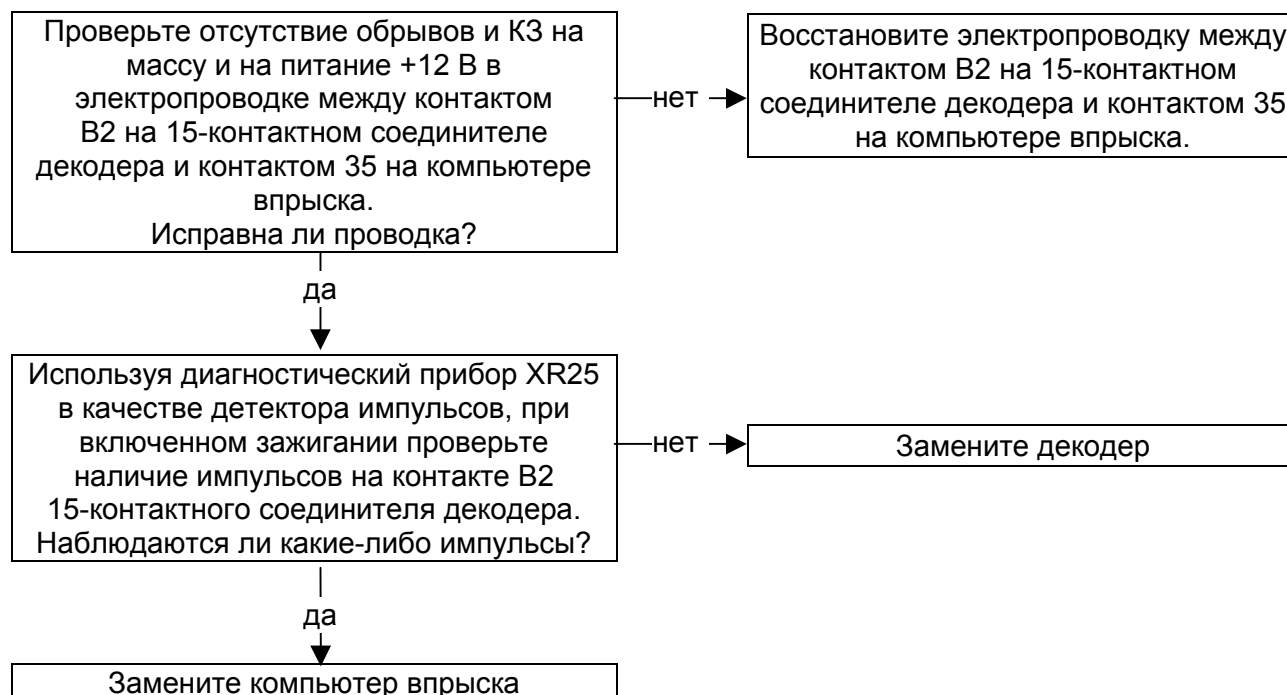 Проверьте отсутствие обрывов и КЗ на
массу и на питание +12 В в
электропроводке между контактом
В2 на 15-контактном соединителе
декодера и контактом 35 на компьютере
впрыска.
Исправна ли проводка?
нет
Восстановите электропроводку между
контактом В2 на 15-контактном
соединителе декодера и контактом 35
на компьютере впрыска.
да
Используя диагностический прибор XR25
в качестве детектора импульсов, при
включенном зажигании проверьте
наличие импульсов на контакте В2
15-контактного соединителя декодера.
Наблюдаются ли какие-либо импульсы?
нет
Замените декодер
да
Замените компьютер впрыска